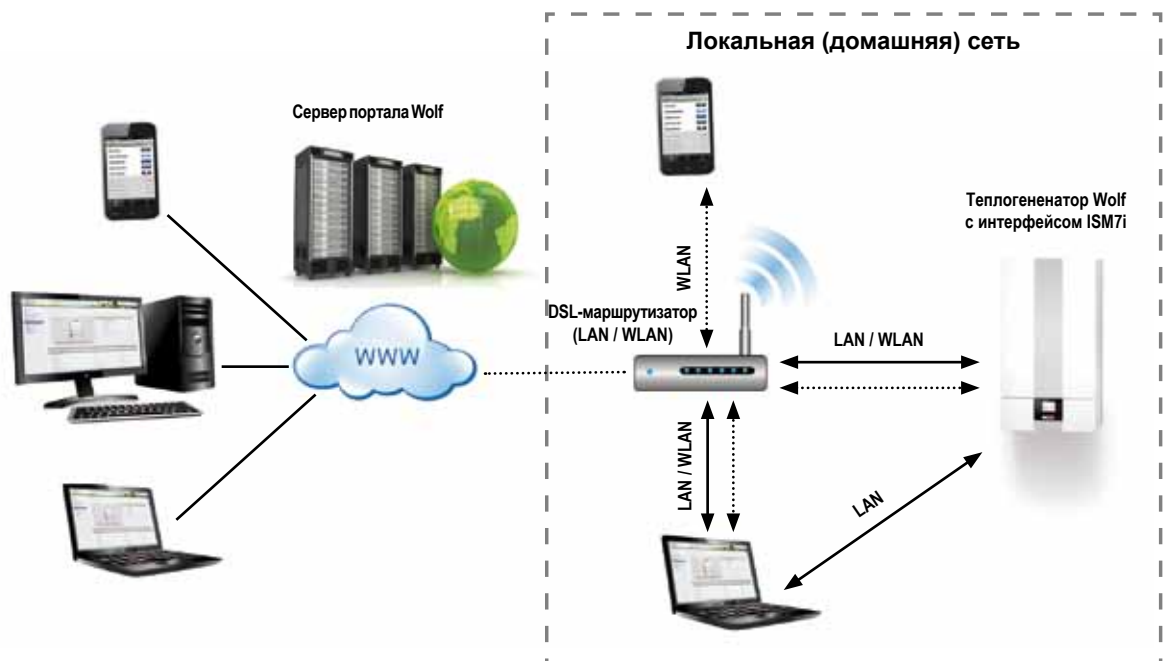 Локальная (домашняя) сеть
Сервер портала Wolf
Теплогененатор Wolf
с интерфейсом ISM7i
WLAN
DSL-маршрутизатор
(LAN / WLAN)
LAN / WLAN
WWW
LAN / WLAN
LAN